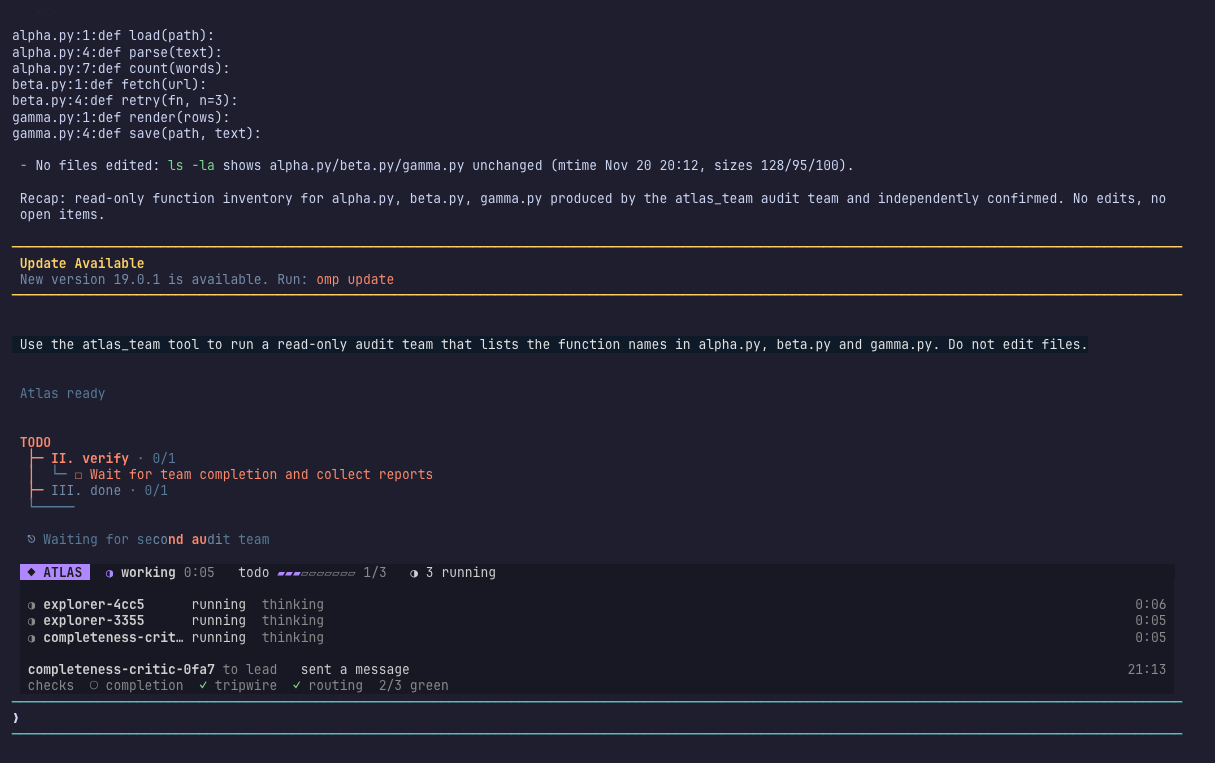 alpha.py:1:def load(path):
alpha.py:4:def parse(text):
alpha.py:7:def count(words):
beta.py:1:def fetch(url):
beta.py:4:def retry(fn, n=3):
gamma.py:1:def render(rows):
gamma.py:4:def save(path, text):
- No files edited: ls -la shows alpha.py/beta.py/gamma.py unchanged (mtime Nov 20 20:12, sizes 128/95/100).
Recap: read-only function inventory for alpha.py, beta.py, gamma.py produced by the atlas_team audit team and independently confirmed. No edits, no
open items.
Update Available
New version 19.0.1 is available. Run: omp update
Use the atlas_team tool to run a read-only audit team that lists the function names in alpha.py, beta.py and gamma.py. Do not edit files.
Atlas ready
TODO
├─ II. verify · 0/1
│  └─ ☐ Wait for team completion and collect reports
├─ III. done · 0/1
Waiting for second audit team
◆ ATLAS ◑ working 0:05 todo ▰▰▰▱▱▱▱▱▱▱ 1/3 ◑ 3 running
◑ explorer-4cc5 running thinking 0:06
◑ explorer-3355 running thinking 0:05
◑ completeness-crit… running thinking 0:05
completeness-critic-0fa7 to lead sent a message 21:13
checks ○ completion ✓ tripwire ✓ routing 2/3 green
❯